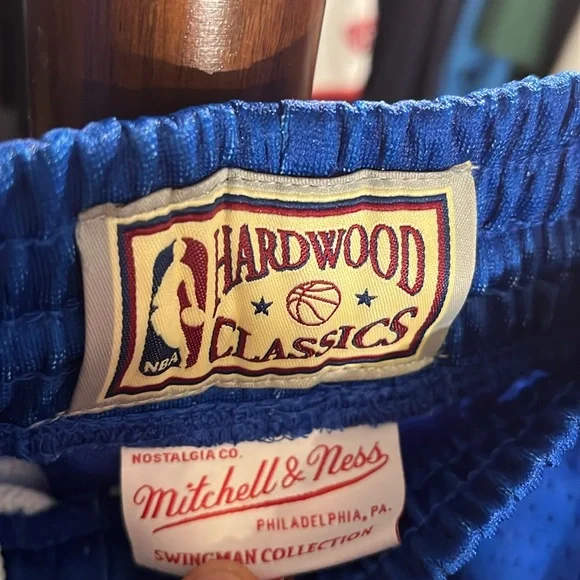 HARDWOOD
CLASSICS
NBA
NOSTALGIA CO.
Mitchell & Ness
PHILADELPHIA, PA.
SWINGMAN COLLECTION